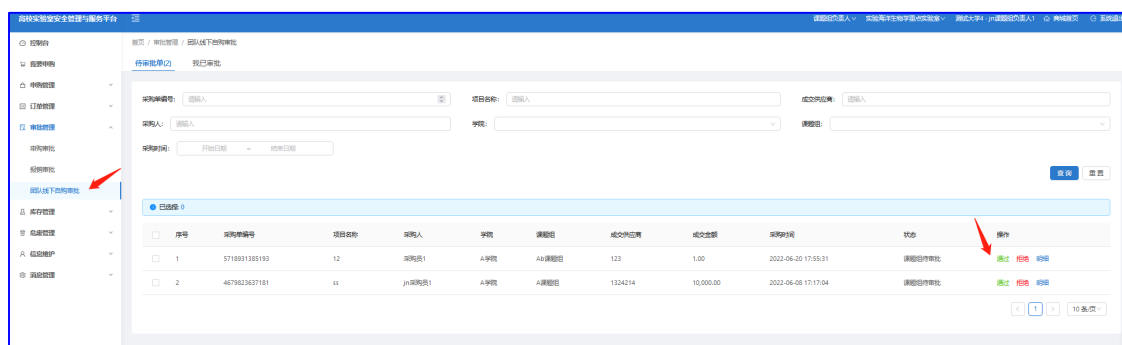 高校实验室安全管理与服务平台
课题组负责人 实验海洋生物学重点实验室 测试大学4 - jn课题组负责人1 商城首页 系统退出
控制台
我要申购
申购管理
订单管理
审批管理
申购审批
报销审批
团队线下自购审批
库存管理
危废管理
信息维护
消息管理
首页 / 审批管理 / 团队线下自购审批
待审批单(2) 我已审批
采购单编号: 请输入 项目名称: 请输入 成交供应商: 请输入
采购人: 请输入 学院: 课题组:
采购时间: 开始日期 ~ 结束日期
查询 重置
已选择 0
序号 采购单编号 项目名称 采购人 学院 课题组 成交供应商 成交金额 采购时间 状态 操作
1 5718931385193 12 采购员1 A学院 Ab课题组 123 1.00 2022-06-20 17:55:31 课题组待审批 通过 拒绝 明细
2 4679823637181 ss jn采购员1 A学院 A课题组 1324214 10,000.00 2022-06-08 17:17:04 课题组待审批 通过 拒绝 明细
< 1 > 10 条/页